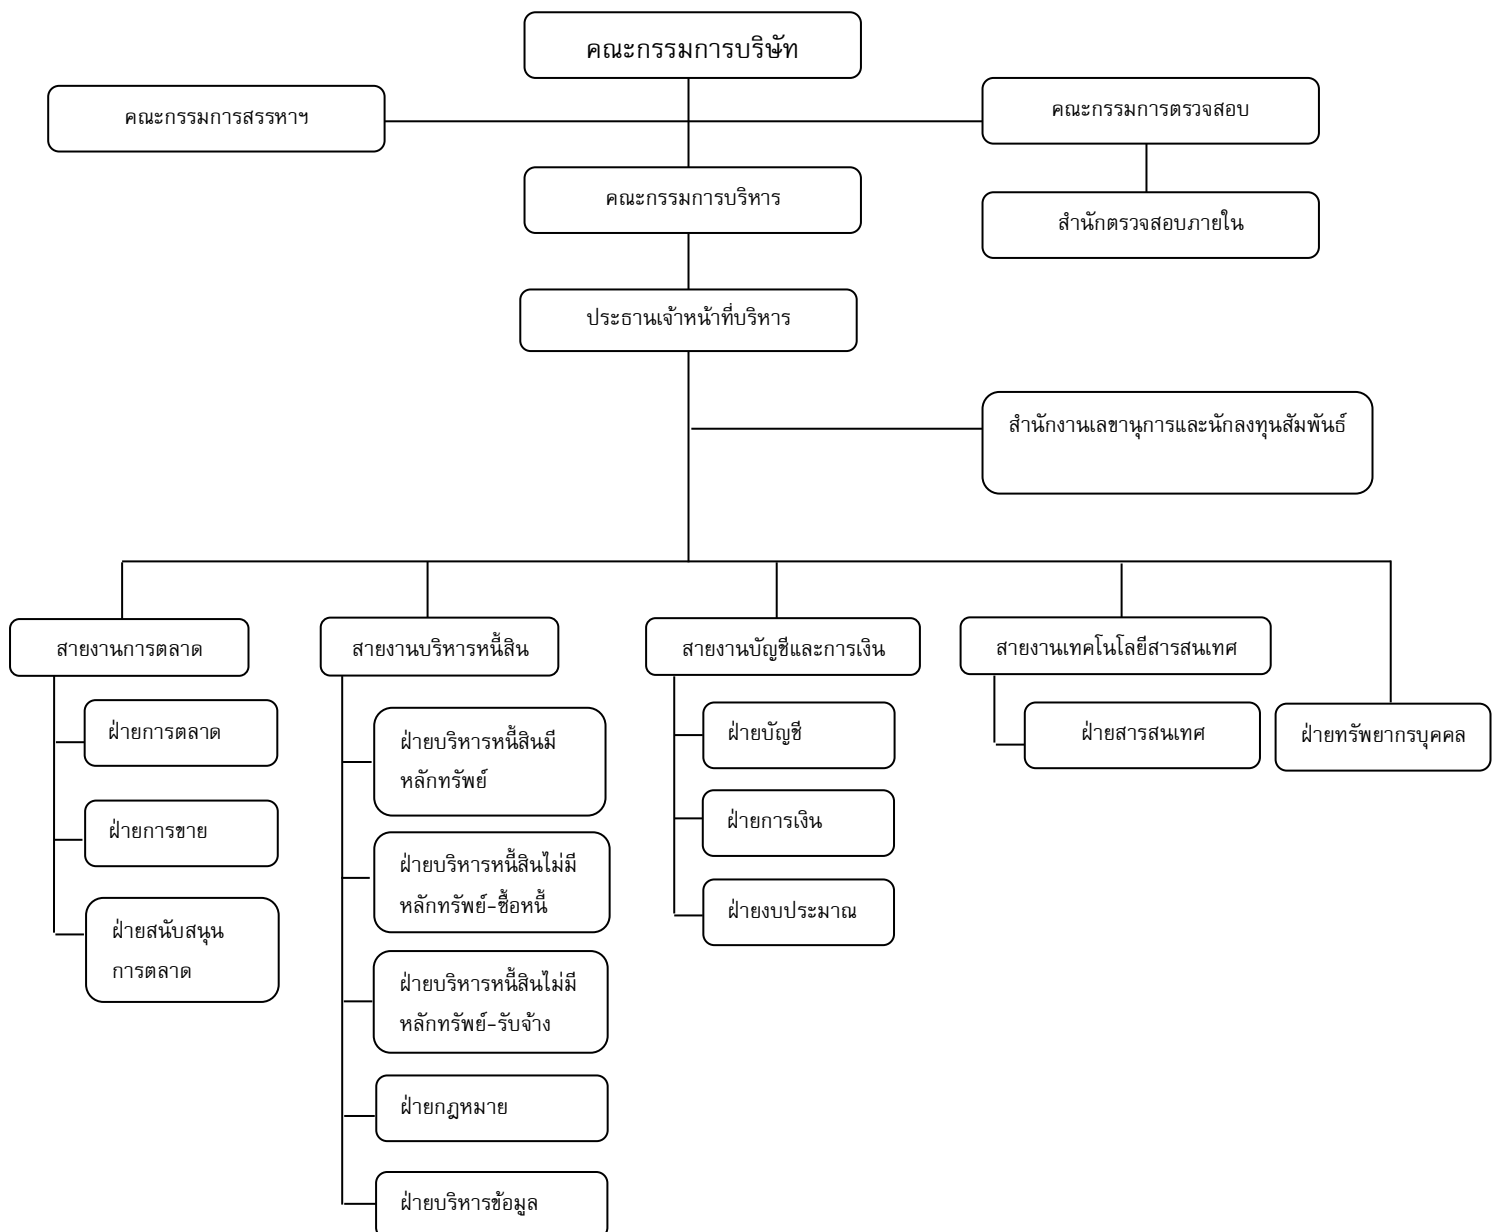 คณะกรรมการบริษัท
คณะกรรมการสรรหาฯ
คณะกรรมการตรวจสอบ
คณะกรรมการบริหาร
สำนักตรวจสอบภายใน
ประธานเจ้าหน้าที่บริหาร
สำนักงานเลขานุการและนักลงทุนสัมพันธ์
สายงานการตลาด
ฝ่ายการตลาด
ฝ่ายการขาย
ฝ่ายสนับสนุน
การตลาด
สายงานบริหารหนี้สิน
ฝ่ายบริหารหนี้สินมี
หลักทรัพย์
ฝ่ายบริหารหนี้สินไม่มี
หลักทรัพย์-ซื้อหนี้
ฝ่ายบริหารหนี้สินไม่มี
หลักทรัพย์-รับจ้าง
ฝ่ายกฎหมาย
ฝ่ายบริหารข้อมูล
สายงานบัญชีและการเงิน
ฝ่ายบัญชี
ฝ่ายการเงิน
ฝ่ายงบประมาณ
สายงานเทคโนโลยีสารสนเทศ
ฝ่ายสารสนเทศ
ฝ่ายทรัพยากรบุคคล